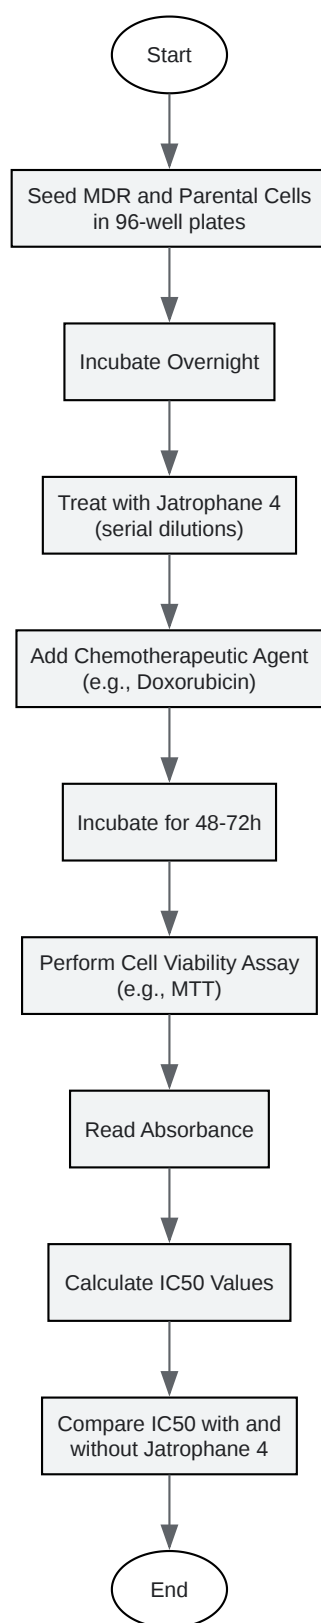 Start
Seed MDR and Parental Cells
in 96-well plates
Incubate Overnight
Treat with Jatrophane 4
(serial dilutions)
Add Chemotherapeutic Agent
(e.g., Doxorubicin)
Incubate for 48-72h
Perform Cell Viability Assay
(e.g., MTT)
Read Absorbance
Calculate IC50 Values
Compare IC50 with and
without Jatrophane 4
End